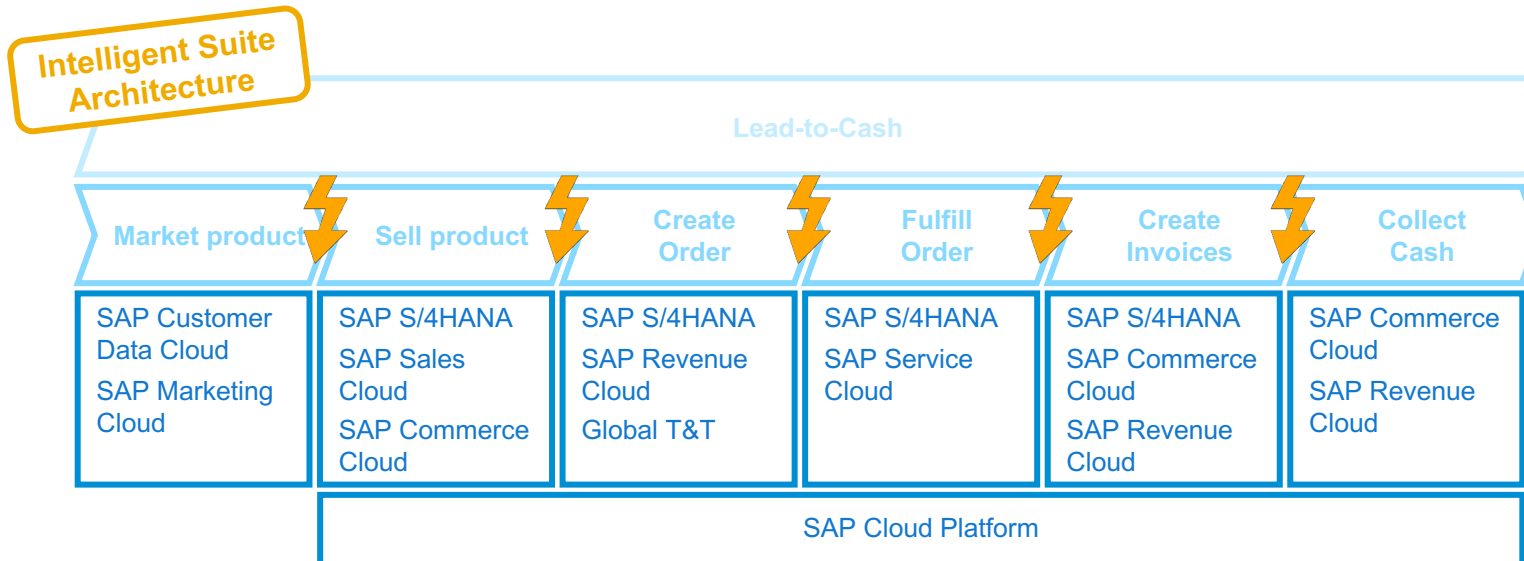 Intelligent Suite
Architecture
Lead-to-Cash
Market product
Sell product
Create
Order
Fulfill
Order
Create
Invoices
Collect
Cash
SAP Customer
Data Cloud
SAP Marketing
Cloud
SAP S/4HANA
SAP Sales
Cloud
SAP Commerce
Cloud
SAP S/4HANA
SAP Revenue
Cloud
Global T&T
SAP S/4HANA
SAP Service
Cloud
SAP S/4HANA
SAP Commerce
Cloud
SAP Revenue
Cloud
SAP Commerce
Cloud
SAP Revenue
Cloud
SAP Cloud Platform